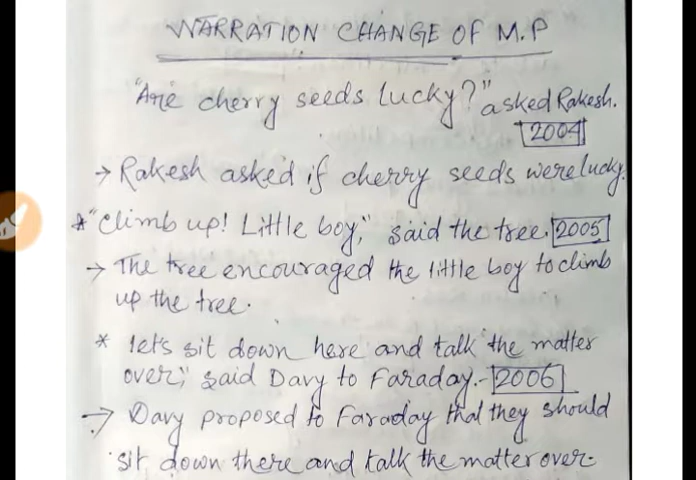 NARRATION CHANGE OF M.P
"Are cherry seeds lucky?" asked Rakesh.
2004
→ Rakesh asked if cherry seeds were lucky.
* "Climb up! Little boy," said the tree. 2005
→ The tree encouraged the little boy to climb
up the tree.
* let's sit down here and talk the matter
over," said Davy to Faraday.- 2006
→ Davy proposed to Faraday that they should
sit down there and talk the matter over.